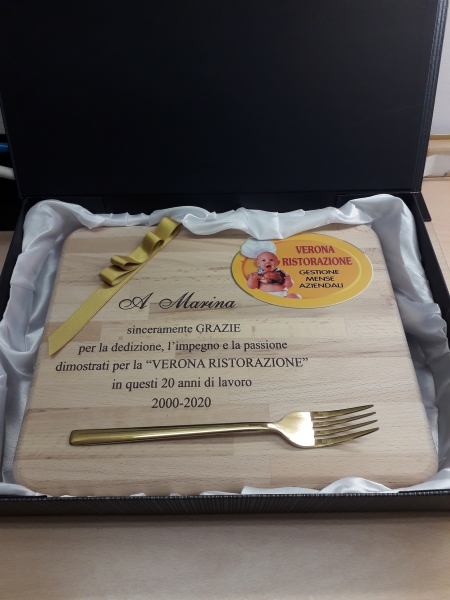 VERONA
RISTORAZIONE
GESTIONE
MENSE
AZIENDALI
A Marina
sinceramente GRAZIE
per la dedizione, l'impegno e la passione
dimostrati per la “VERONA RISTORAZIONE”
in questi 20 anni di lavoro
2000-2020